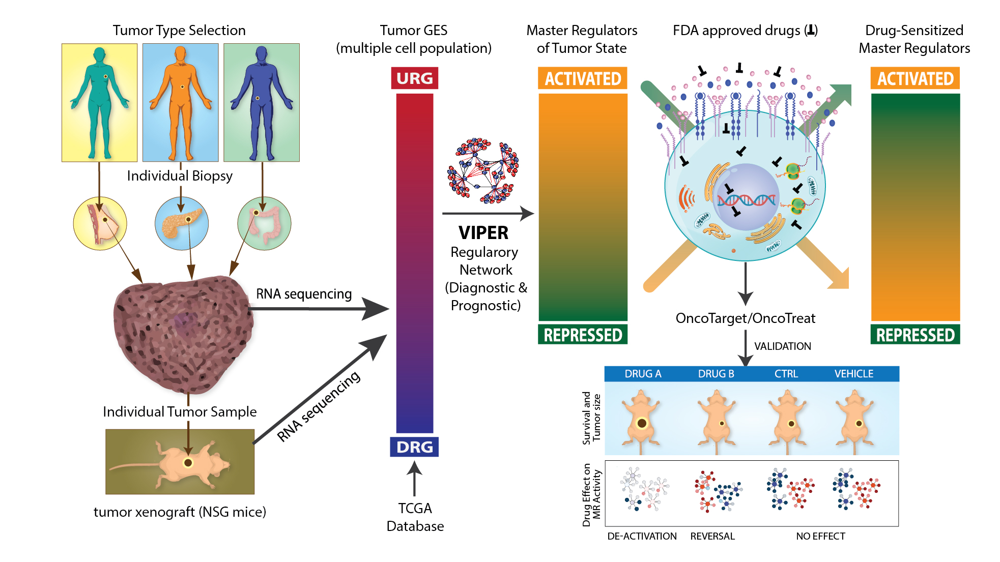 Tumor Type Selection
Individual Biopsy
Individual Tumor Sample
tumor xenograft (NSG mice)
RNA sequencing
RNA sequencing
Tumor GES
(multiple cell population)
URG
DRG
TCGA
Database
VIPER
Regularory
Network
(Diagnostic &
Prognostic)
Master Regulators
of Tumor State
ACTIVATED
REPRESSED
FDA approved drugs (⊥)
OncoTarget/OncoTreat
VALIDATION
Drug-Sensitized
Master Regulators
ACTIVATED
REPRESSED
DRUG A
DRUG B
CTRL
VEHICLE
Survival and
Tumor size
Drug Effect on
MR Activity
DE-ACTIVATION
REVERSAL
NO EFFECT